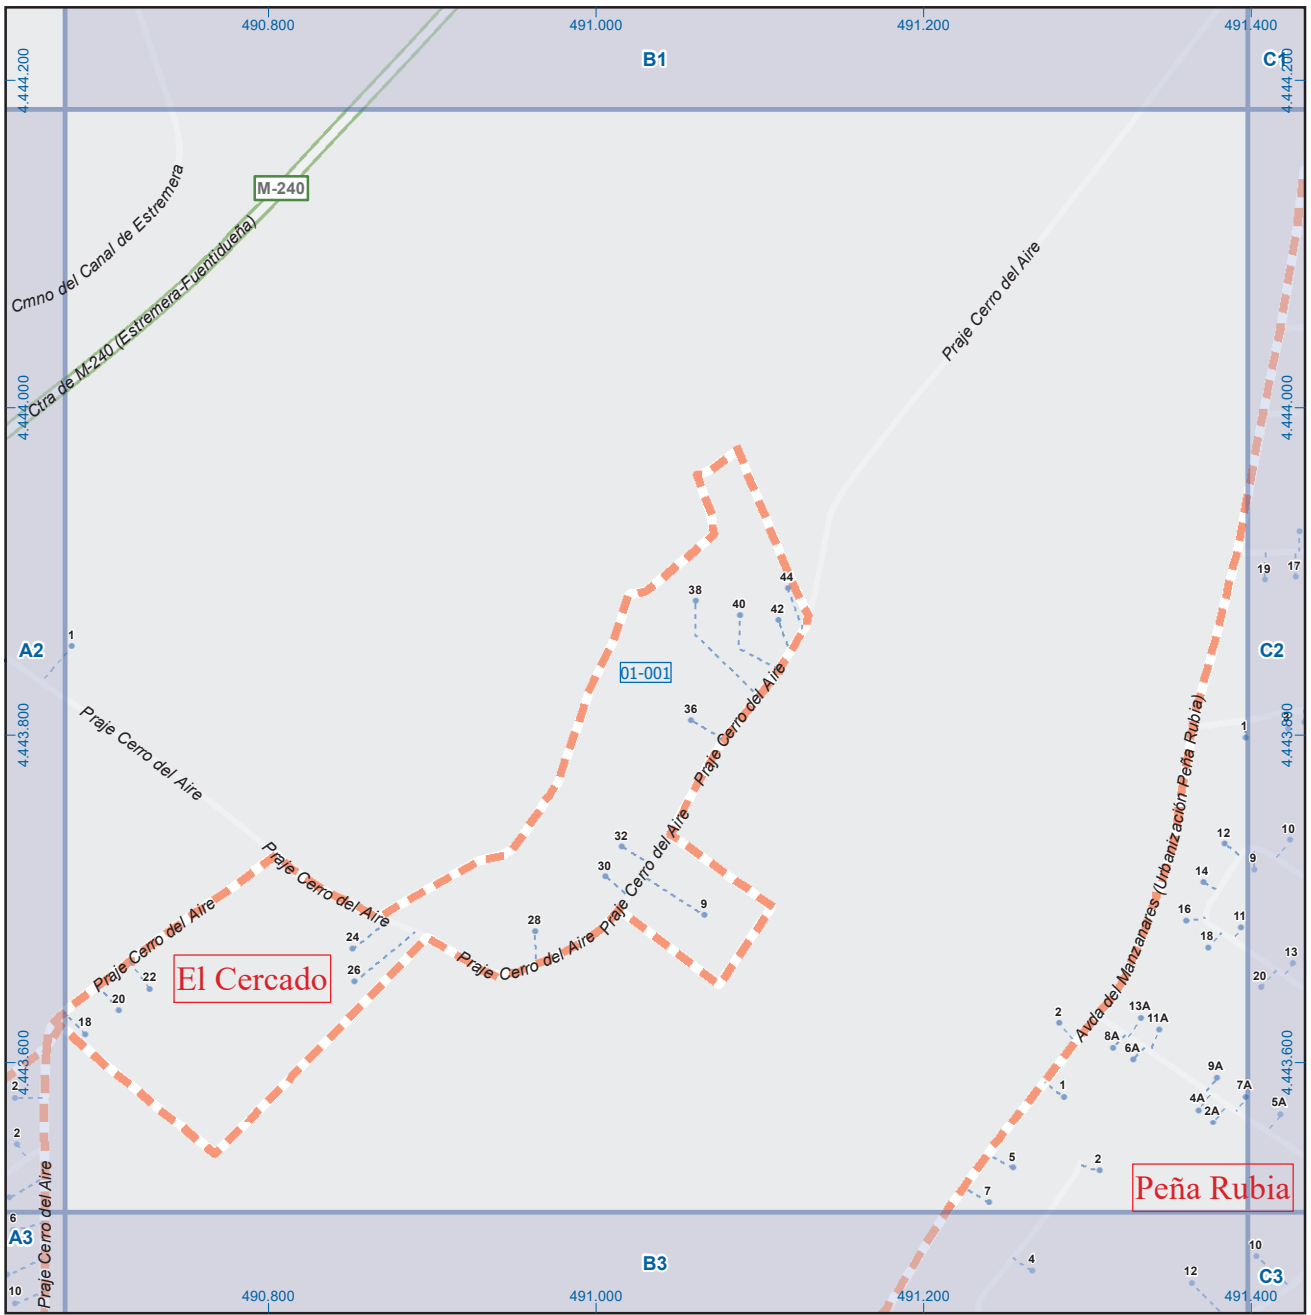 490.800
491.000
491.200
491.400
B1
C1
4.444.200
4.444.200
M-240
Cmno del Canal de Estremera
Ctra de M-240 (Estremera-Fuentidueña)
Praje Cerro del Aire
4.444.000
4.444.000
19
17
44
38
40
42
1
A2
C2
01-001
36
Praje Cerro del Aire
Praje Cerro del Aire
4.443.800
4.443.800
1
Avda del Manzanares (Urbanización Peña Rubia)
Praje Cerro del Aire
Praje Cerro del Aire
32
30
9
12
10
9
14
16
11
18
13
20
28
24
26
Praje Cerro del Aire
Praje Cerro del Aire
El Cercado
22
20
18
2
13A
11A
8A
6A
4.443.600
4.443.600
9A
7A
4A
2A
5A
1
2
2
5
2
7
Peña Rubia
Praje Cerro del Aire
6
A3
10
B3
4
10
12
C3
490.800
491.000
491.200
491.400